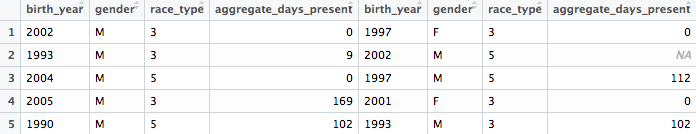 birth_year gender race_type aggregate_days_present birth_year gender race_type aggregate_days_present
1 2002 M 3 0 1997 F 3 0
2 1993 M 3 9 2002 M 5 NA
3 2004 M 5 0 1997 M 5 112
4 2005 M 3 169 2001 F 3 0
5 1990 M 5 102 1993 M 3 102